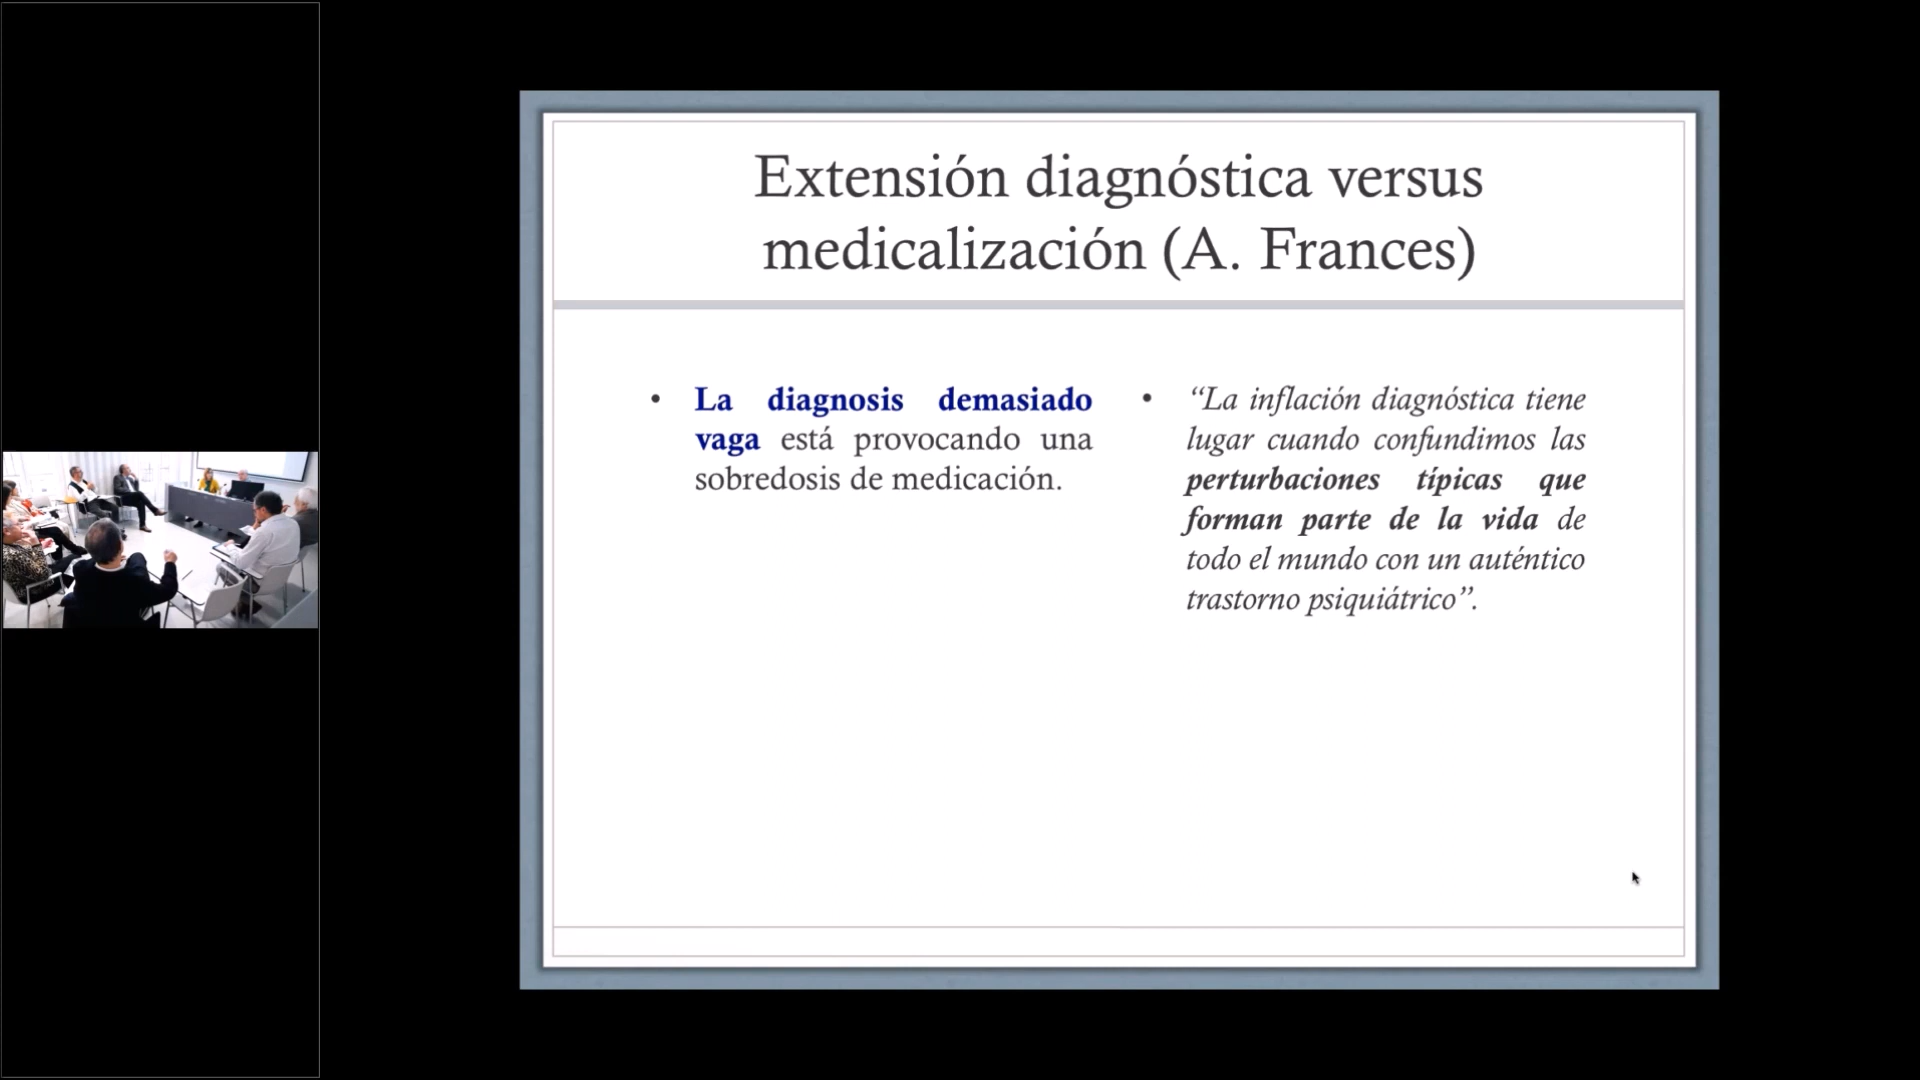 Extensión diagnóstica versus
medicalización (A. Frances)
• La diagnosis demasiado
vaga está provocando una
sobredosis de medicación.
• “La inflación diagnóstica tiene
lugar cuando confundimos las
perturbaciones típicas que
forman parte de la vida de
todo el mundo con un auténtico
trastorno psiquiátrico”.